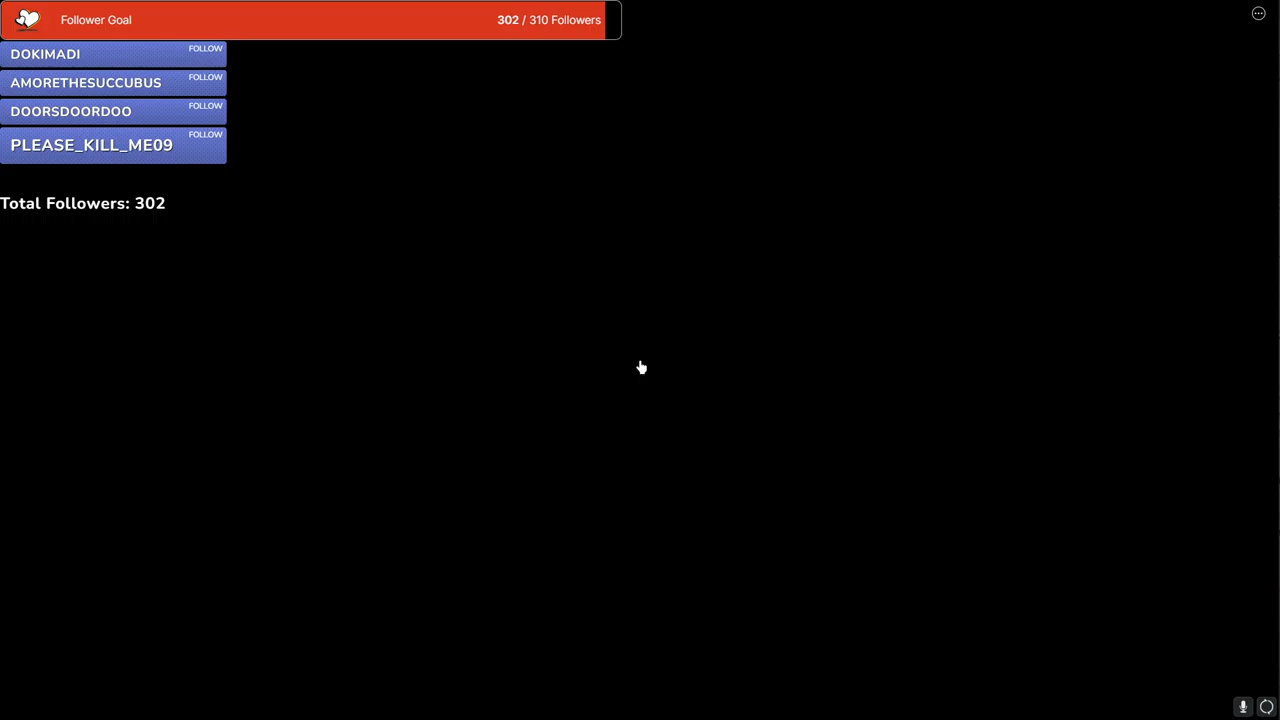 Follower Goal 302 / 310 Followers
DOKIMADI FOLLOW
AMORETHESUCCUBUS FOLLOW
DOORSDOORDOO FOLLOW
PLEASE_KILL_ME09 FOLLOW
Total Followers: 302